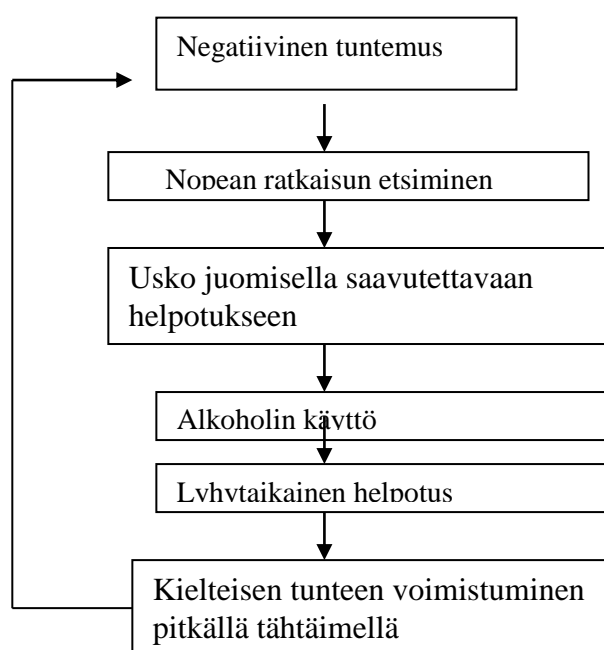 Negatiivinen tuntemus
Nopean ratkaisun etsiminen
Usko juomisella saavutettavaan
helpotukseen
Alkoholin käyttö
Lyhytaikainen helpotus
Kielteisen tunteen voimistuminen
pitkällä tähtäimellä